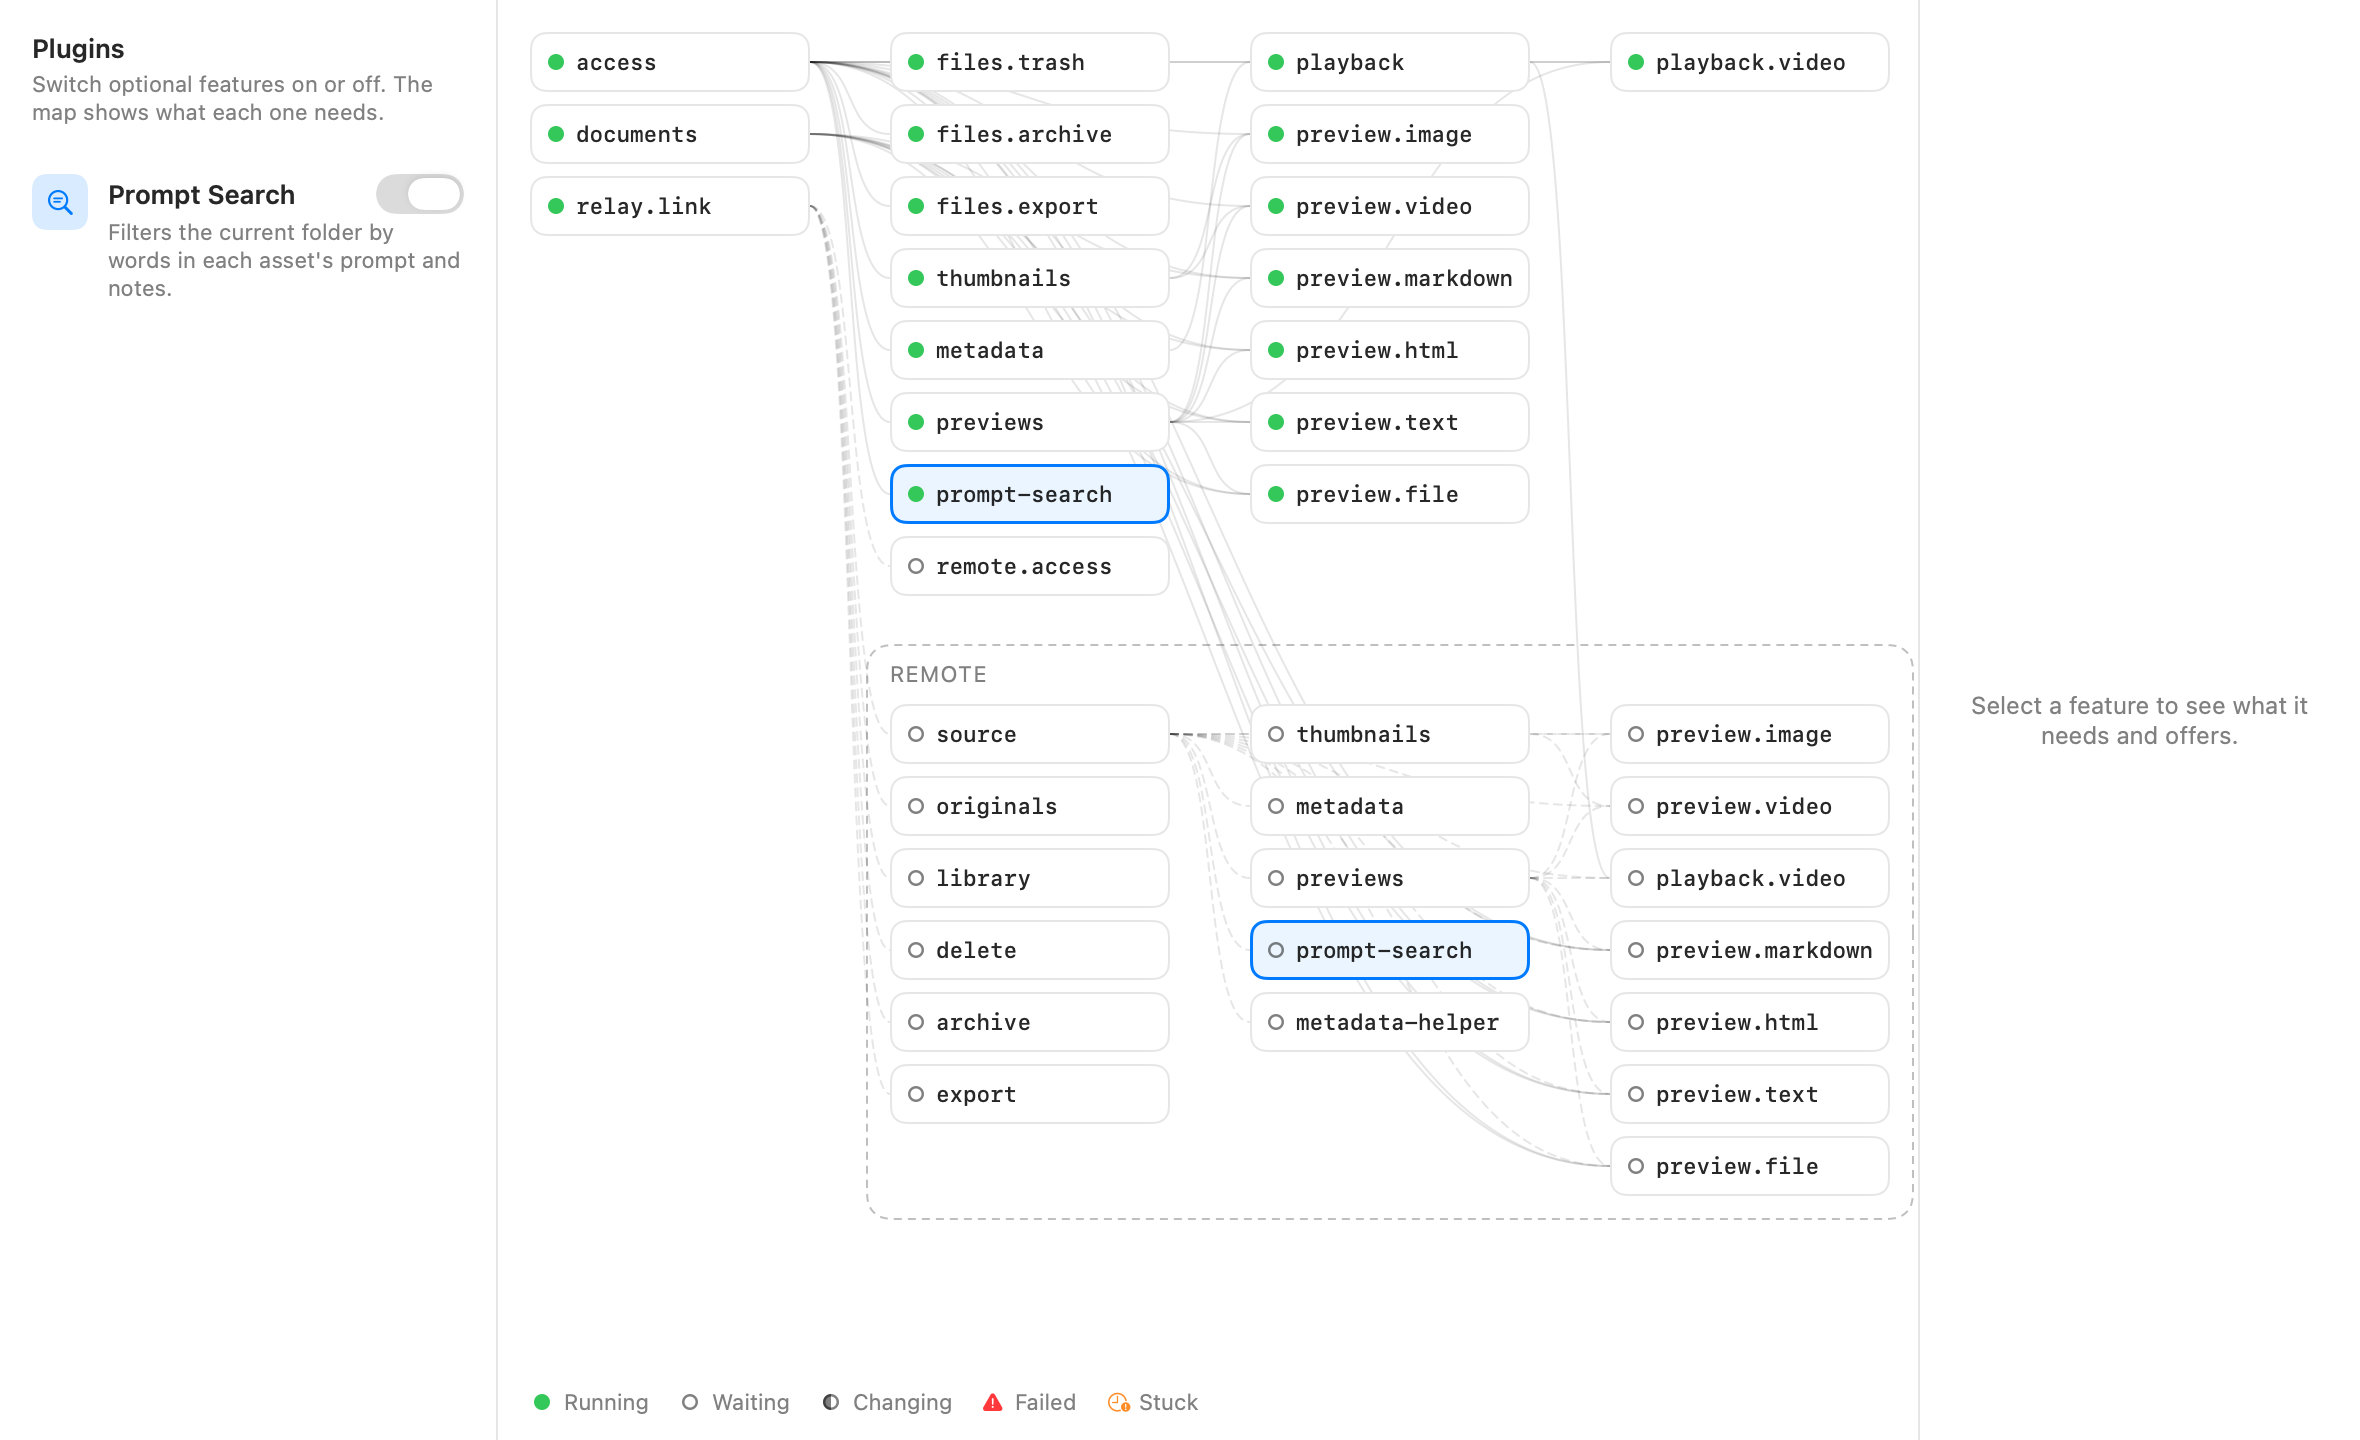 Plugins
Switch optional features on or off. The
map shows what each one needs.
Prompt Search
Filters the current folder by
words in each asset's prompt and
notes.
access
documents
relay.link
files.trash
files.archive
files.export
thumbnails
metadata
previews
prompt-search
remote.access
playback
preview.image
preview.video
preview.markdown
preview.html
preview.text
preview.file
playback.video
REMOTE
source
originals
library
delete
archive
export
thumbnails
metadata
previews
prompt-search
metadata-helper
preview.image
preview.video
playback.video
preview.markdown
preview.html
preview.text
preview.file
Running
Waiting
Changing
Failed
Stuck
Select a feature to see what it
needs and offers.